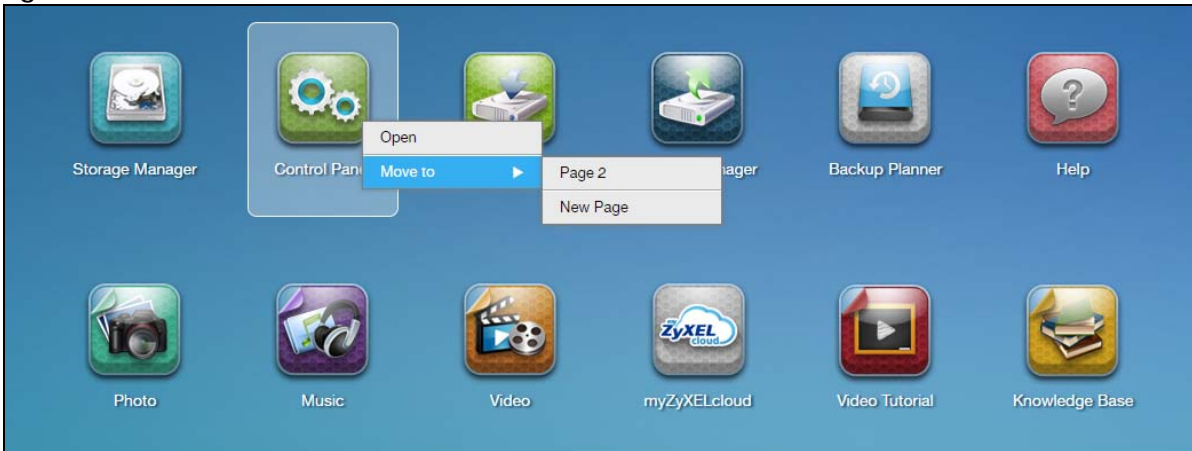 Storage Manager
Control Pan
Backup Planner
Help
Open
Move to
Page 2
New Page
Photo
Music
Video
ZyXEL
cloud
myZyXELcloud
Video Tutorial
Knowledge Base